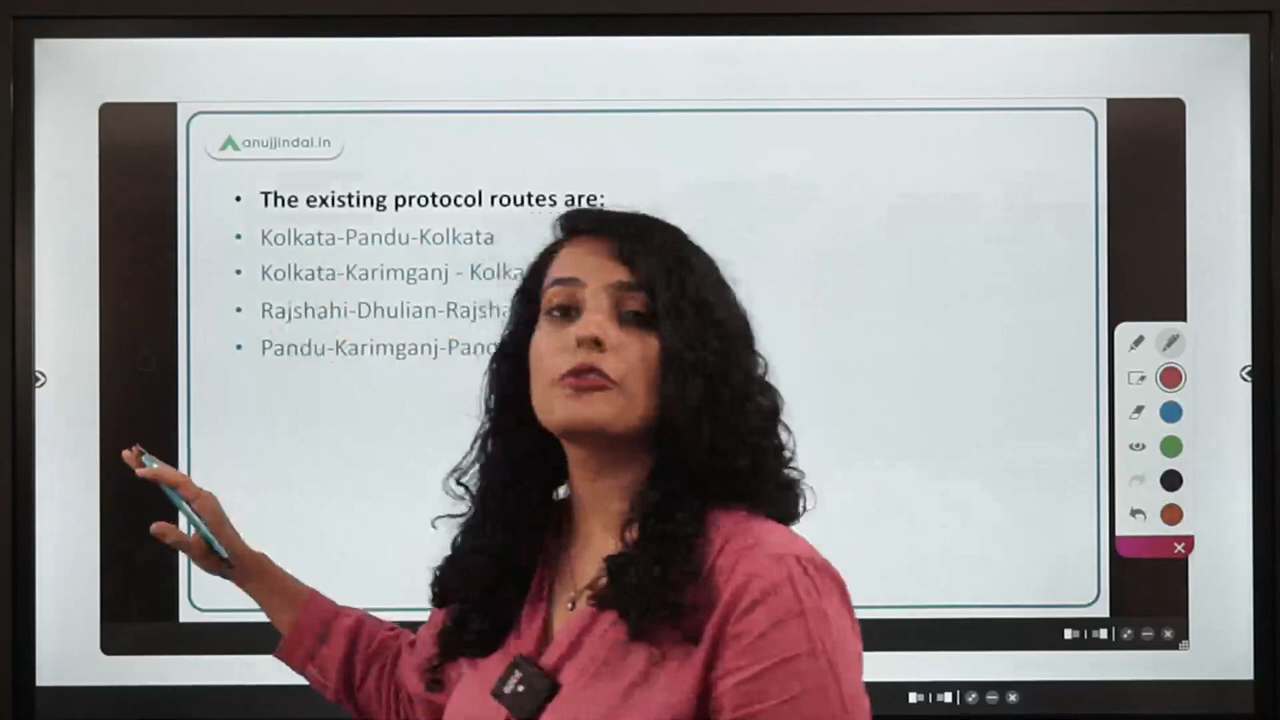 anujjindal.in
• The existing protocol routes are:
• Kolkata-Pandu-Kolkata
• Kolkata-Karimganj - Kolka
• Rajshahi-Dhulian-Rajsha
• Pandu-Karimganj-Pand